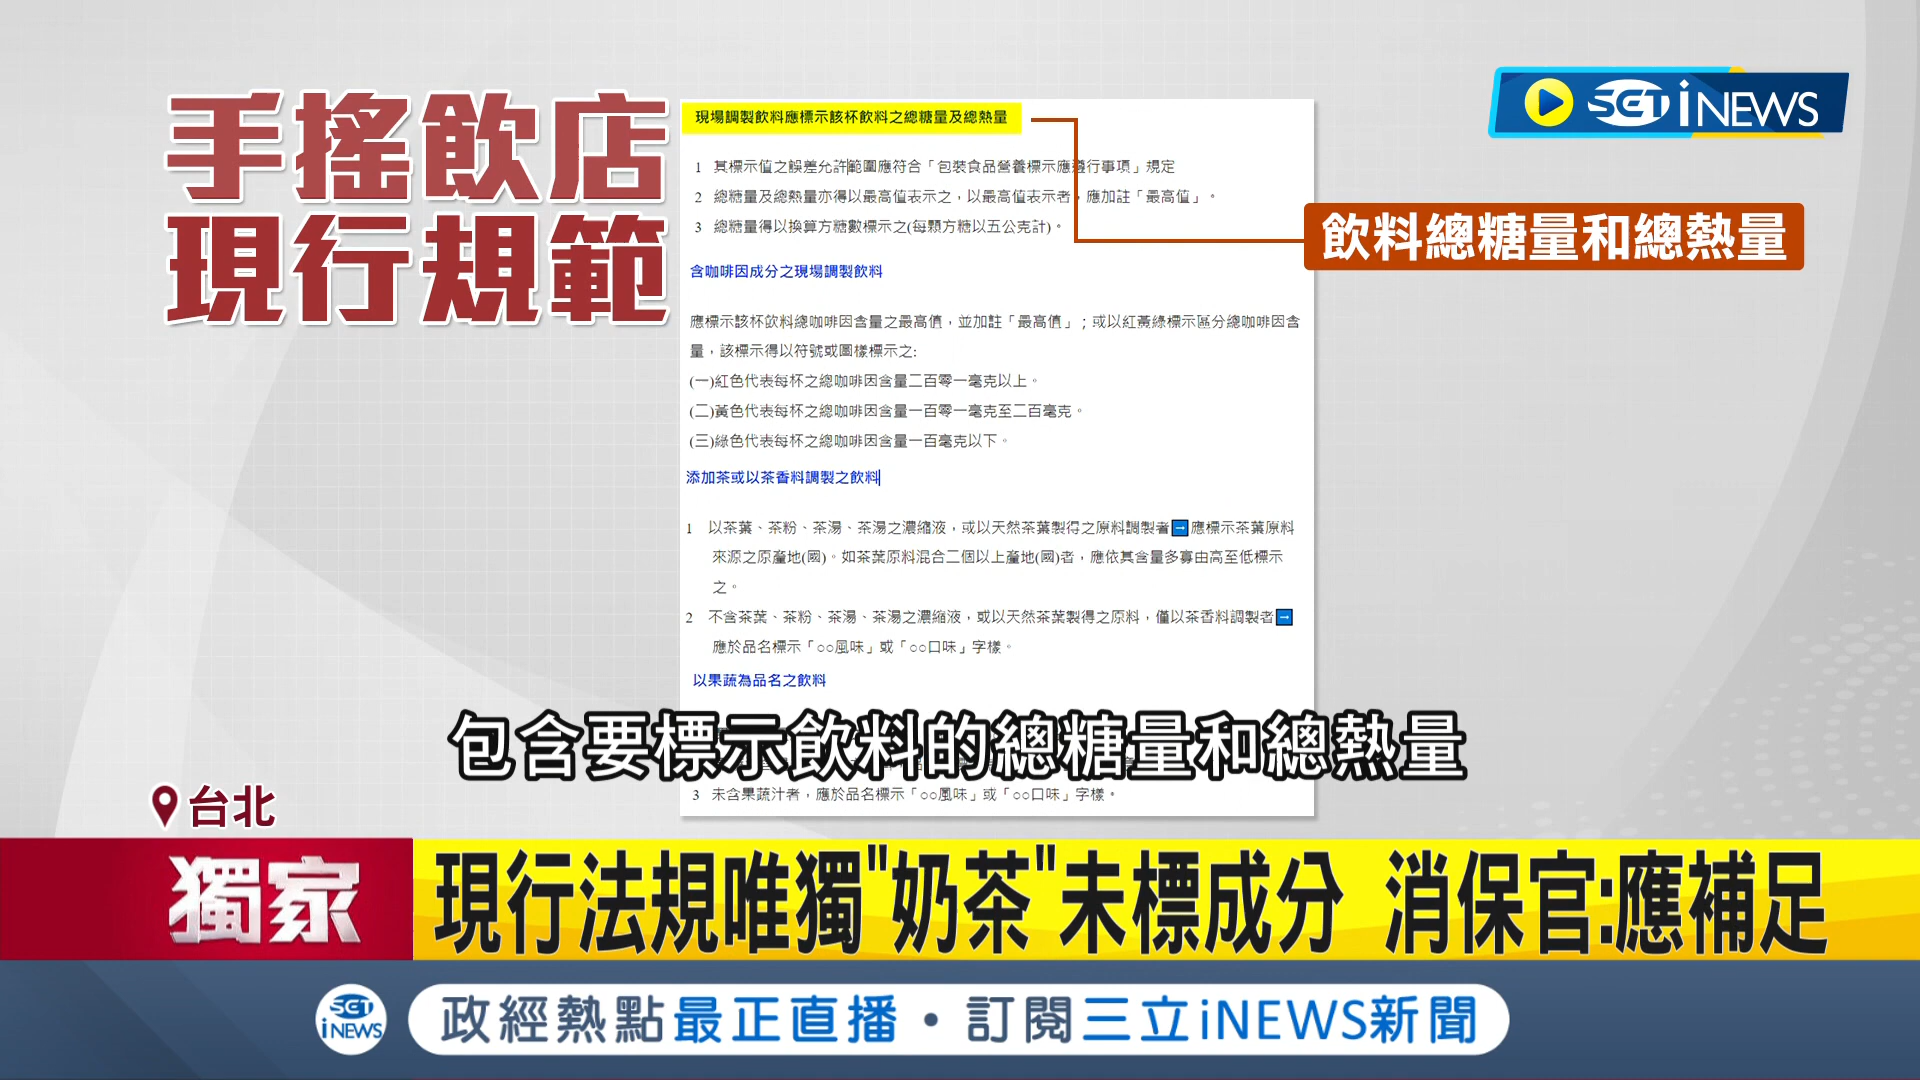 手搖飲店
現行規範
SET iNEWS
現場調製飲料應標示該杯飲料之總糖量及總熱量
1 其標示值之誤差允許範圍應符合「包裝食品營養標示應遵行事項」規定
2 總糖量及總熱量亦得以最高值表示之，以最高值表示者，應加註「最高值」。
3 總糖量得以換算方糖數標示之(每顆方糖以五公克計)。
飲料總糖量和總熱量
含咖啡因成分之現場調製飲料
應標示該杯飲料總咖啡因含量之最高值，並加註「最高值」；或以紅黃綠標示區分總咖啡因含
量，該標示得以符號或圖樣標示之:
(一)紅色代表每杯之總咖啡因含量二百零一毫克以上。
(二)黃色代表每杯之總咖啡因含量一百零一毫克至二百毫克。
(三)綠色代表每杯之總咖啡因含量一百毫克以下。
添加茶或以茶香料調製之飲料
1 以茶葉、茶粉、茶湯、茶湯之濃縮液，或以天然茶葉製得之原料調製者➡應標示茶葉原料
來源之原產地(國)。如茶葉原料混合二個以上產地(國)者，應依其含量多寡由高至低標示
之。
2 不含茶葉、茶粉、茶湯、茶湯之濃縮液，或以天然茶葉製得之原料，僅以茶香料調製者➡
應於品名標示「○○風味」或「○○口味」字樣。
以果蔬為品名之飲料
包含要標示飲料的總糖量和總熱量
3 未含果蔬汁者，應於品名標示「○○風味」或「○○口味」字樣。
台北
獨家
現行法規唯獨"奶茶"未標成分 消保官:應補足
SET iNEWS
政經熱點最正直播・訂閱三立iNEWS新聞